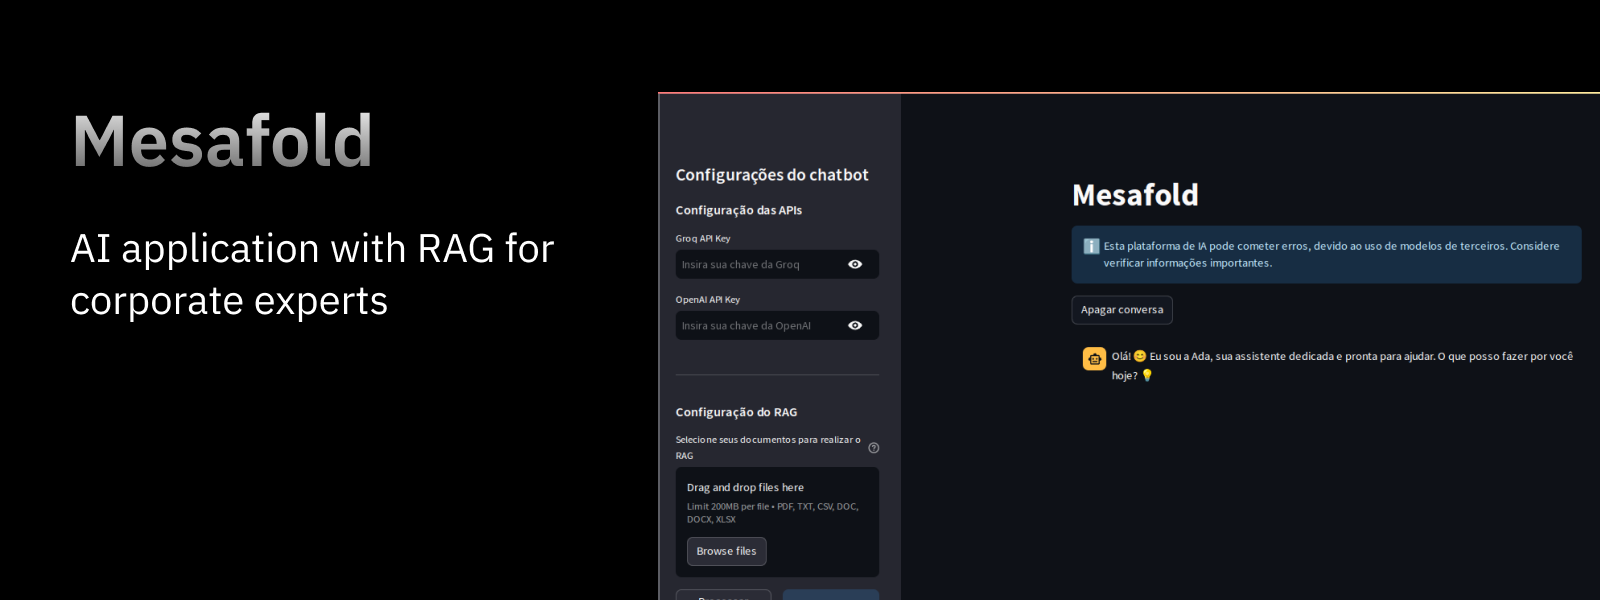 Mesafold
AI application with RAG for
corporate experts
Configurações do chatbot
Configuração das APIs
Groq API Key
Insira sua chave da Groq
OpenAI API Key
Insira sua chave da OpenAI
Configuração do RAG
Selecione seus documentos para realizar o
RAG
Drag and drop files here
Limit 200MB per file • PDF, TXT, CSV, DOC,
DOCX, XLSX
Browse files
Mesafold
Esta plataforma de IA pode cometer erros, devido ao uso de modelos de terceiros. Considere
verificar informações importantes.
Apagar conversa
Olá! 😊 Eu sou a Ada, sua assistente dedicada e pronta para ajudar. O que posso fazer por você
hoje? 💡